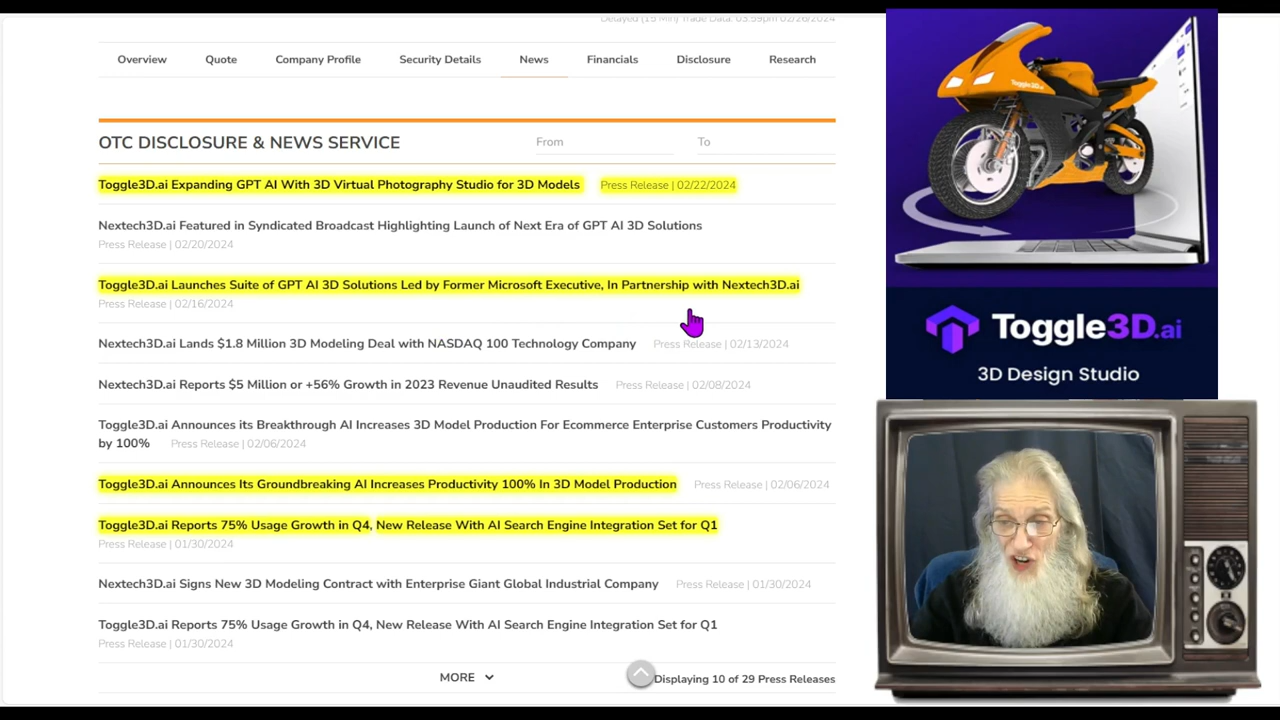 Delayed (15 Min) Trade Data: 03:59pm 02/26/2024
Overview Quote Company Profile Security Details News Financials Disclosure Research
OTC DISCLOSURE & NEWS SERVICE From To
Toggle3D.ai Expanding GPT AI With 3D Virtual Photography Studio for 3D Models Press Release | 02/22/2024
Nextech3D.ai Featured in Syndicated Broadcast Highlighting Launch of Next Era of GPT AI 3D Solutions
Press Release | 02/20/2024
Toggle3D.ai Launches Suite of GPT AI 3D Solutions Led by Former Microsoft Executive, In Partnership with Nextech3D.ai
Press Release | 02/16/2024
Nextech3D.ai Lands $1.8 Million 3D Modeling Deal with NASDAQ 100 Technology Company Press Release | 02/13/2024
Nextech3D.ai Reports $5 Million or +56% Growth in 2023 Revenue Unaudited Results Press Release | 02/08/2024
Toggle3D.ai Announces its Breakthrough AI Increases 3D Model Production For Ecommerce Enterprise Customers Productivity
by 100% Press Release | 02/06/2024
Toggle3D.ai Announces Its Groundbreaking AI Increases Productivity 100% In 3D Model Production Press Release | 02/06/2024
Toggle3D.ai Reports 75% Usage Growth in Q4, New Release With AI Search Engine Integration Set for Q1
Press Release | 01/30/2024
Nextech3D.ai Signs New 3D Modeling Contract with Enterprise Giant Global Industrial Company Press Release | 01/30/2024
Toggle3D.ai Reports 75% Usage Growth in Q4, New Release With AI Search Engine Integration Set for Q1
Press Release | 01/30/2024
MORE Displaying 10 of 29 Press Releases
Toggle3D.ai
Toggle3D.ai
3D Design Studio